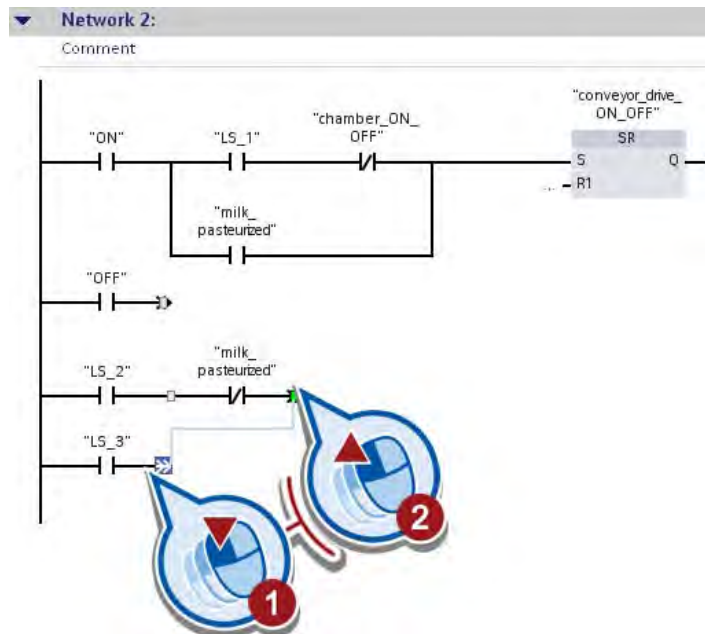 Network 2:
Comment
"conveyor_drive_
ON_OFF"
"chamber_ON_
OFF"
"ON"
"LS_1"
SR
S
Q
R1
"milk_
pasteurized"
"OFF"
"milk_
pasteurized"
"LS_2"
"LS_3"
2
1